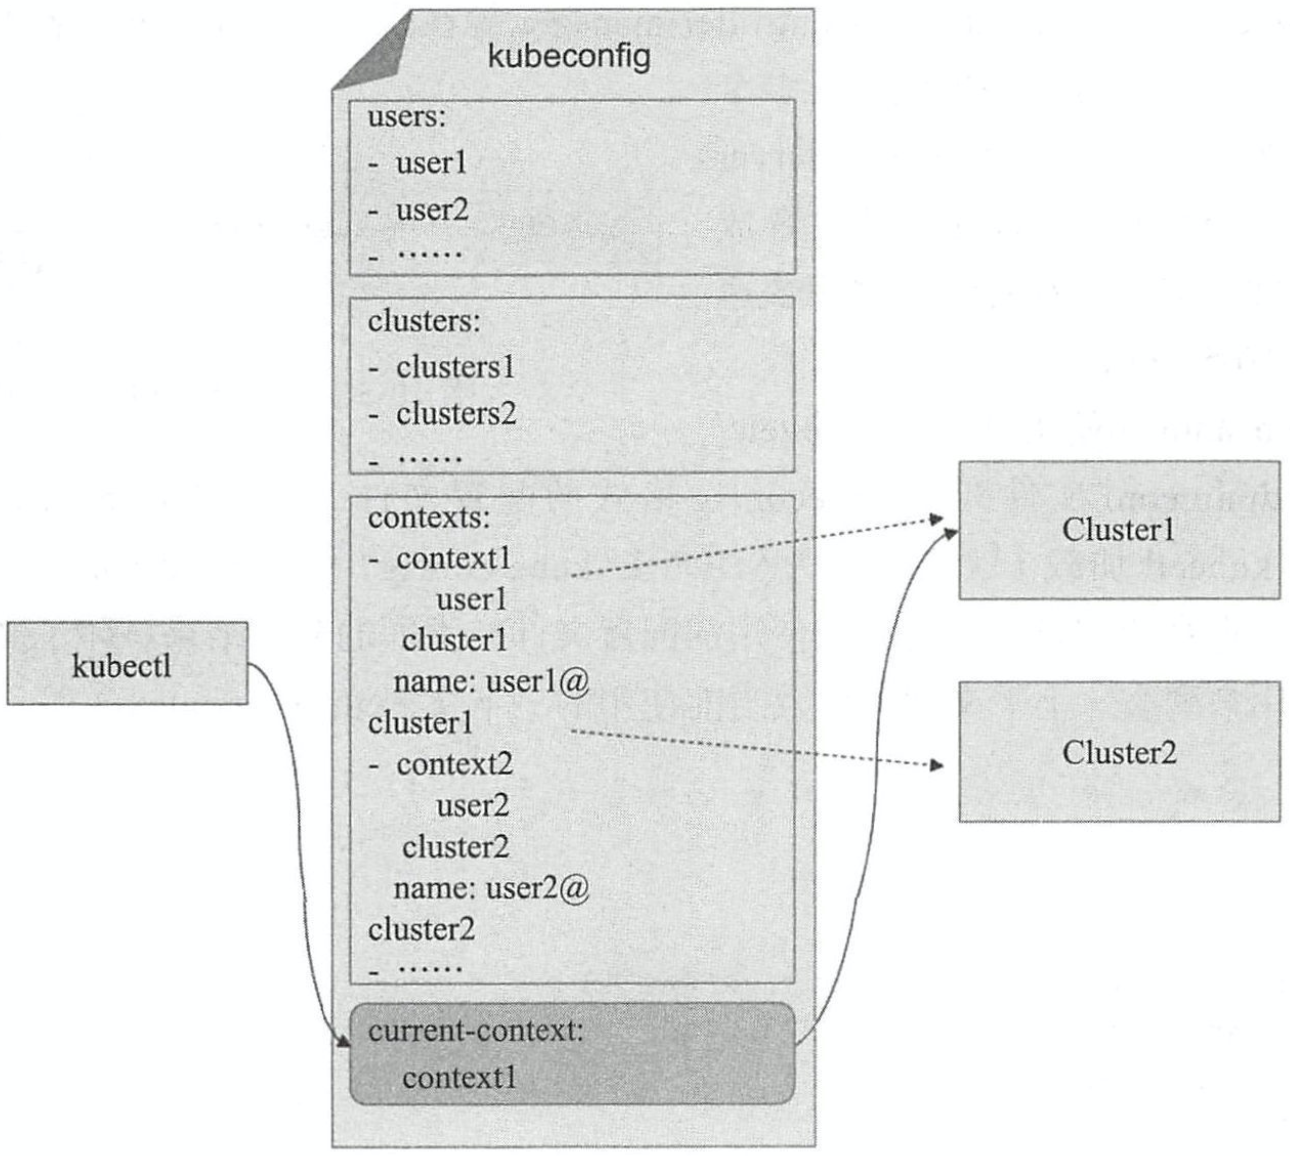 kubeconfig
users:
- user1
- user2
- ······
clusters:
- clusters1
- clusters2
- ······
contexts:
- context1
user1
cluster1
name: user1@
cluster1
- context2
user2
cluster2
name: user2@
cluster2
- ······
current-context:
context1
kubectl
Cluster1
Cluster2